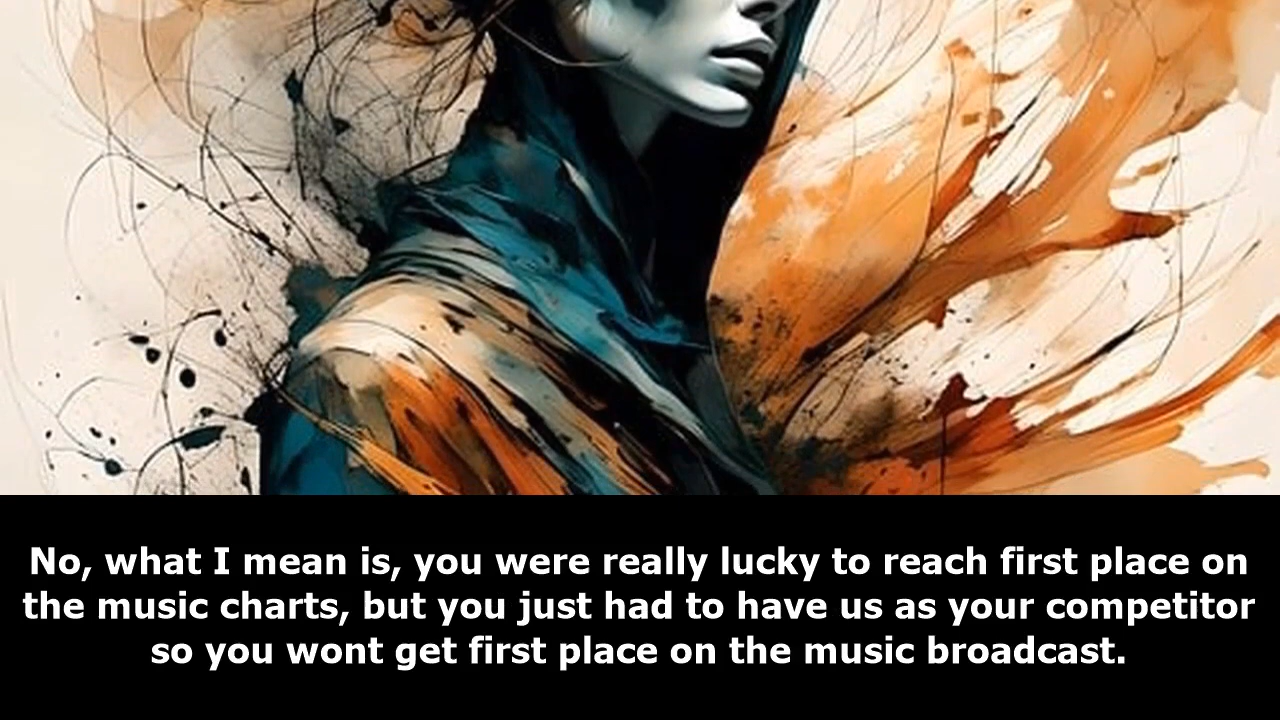 No, what I mean is, you were really lucky to reach first place on
the music charts, but you just had to have us as your competitor
so you wont get first place on the music broadcast.